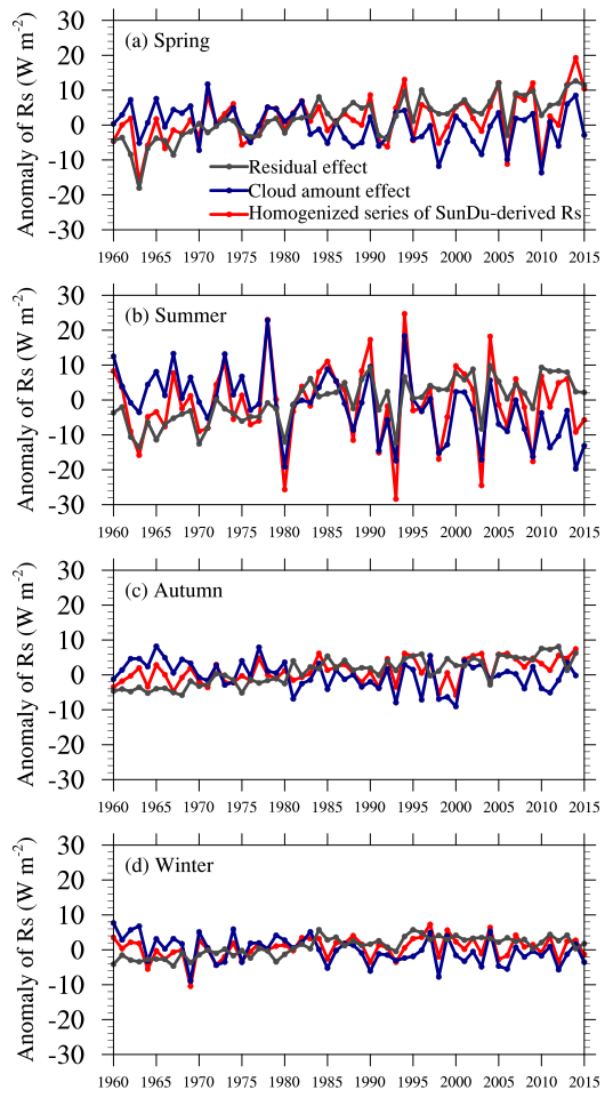 30
20
10
0
-10
-20
-30
Anomaly of Rs (W m-2)
(a) Spring
Residual effect
Cloud amount effect
Homogenized series of SunDu-derived Rs
1960 1965 1970 1975 1980 1985 1990 1995 2000 2005 2010 2015
30
20
10
0
-10
-20
-30
Anomaly of Rs (W m-2)
(b) Summer
1960 1965 1970 1975 1980 1985 1990 1995 2000 2005 2010 2015
30
20
10
0
-10
-20
-30
Anomaly of Rs (W m-2)
(c) Autumn
1960 1965 1970 1975 1980 1985 1990 1995 2000 2005 2010 2015
30
20
10
0
-10
-20
-30
Anomaly of Rs (W m-2)
(d) Winter
1960 1965 1970 1975 1980 1985 1990 1995 2000 2005 2010 2015